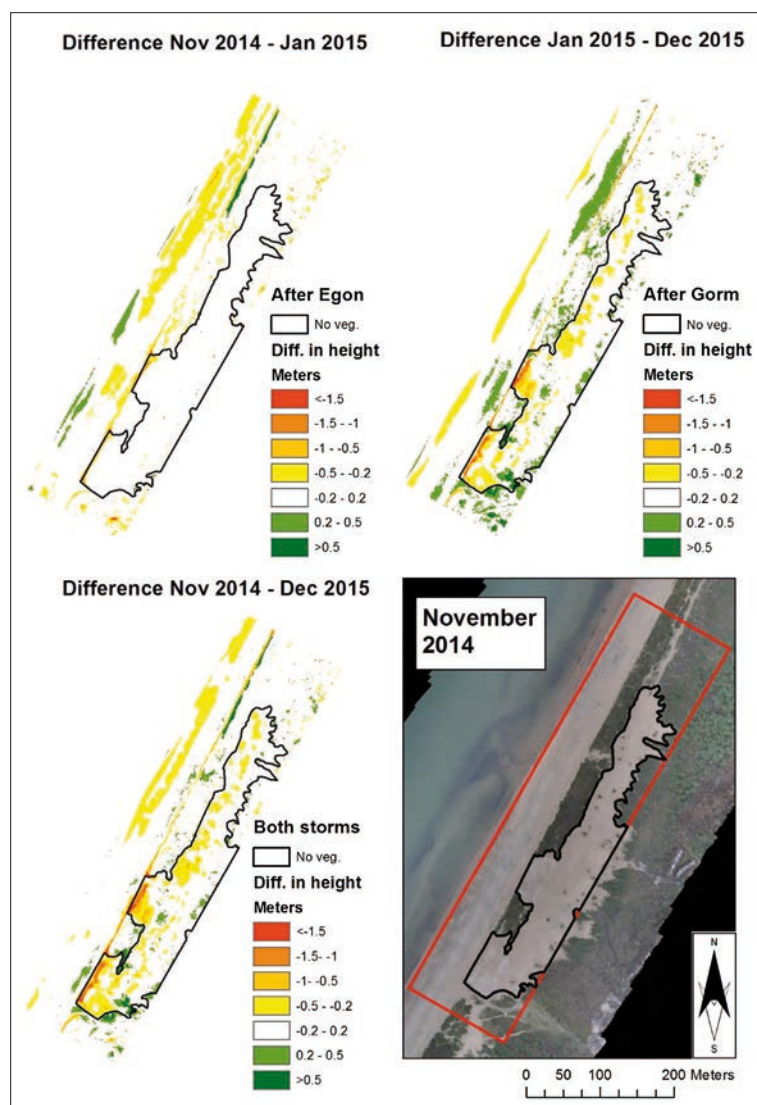 Difference Nov 2014 - Jan 2015
After Egon
No veg.
Diff. in height
Meters
<-1.5
-1.5 - -1
-1 - -0.5
-0.5 - -0.2
-0.2 - 0.2
0.2 - 0.5
>0.5
Difference Jan 2015 - Dec 2015
After Gorm
No veg.
Diff. in height
Meters
<-1.5
-1.5 - -1
-1 - -0.5
-0.5 - -0.2
-0.2 - 0.2
0.2 - 0.5
>0.5
Difference Nov 2014 - Dec 2015
Both storms
No veg.
Diff. in height
Meters
<-1.5
-1.5- -1
-1- -0.5
-0.5 - -0.2
-0.2 - 0.2
0.2 - 0.5
>0.5
November
2014
N
S
0 50 100 200 Meters